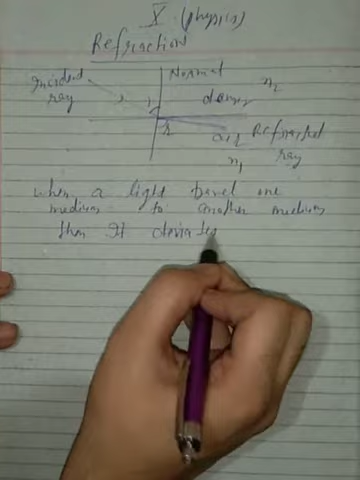 X (physics)
Refraction
Incident ray
Normal
n2
i
denser
r
air
Refracted ray
n1
when a light travel one
medium to another medium
then It deviates